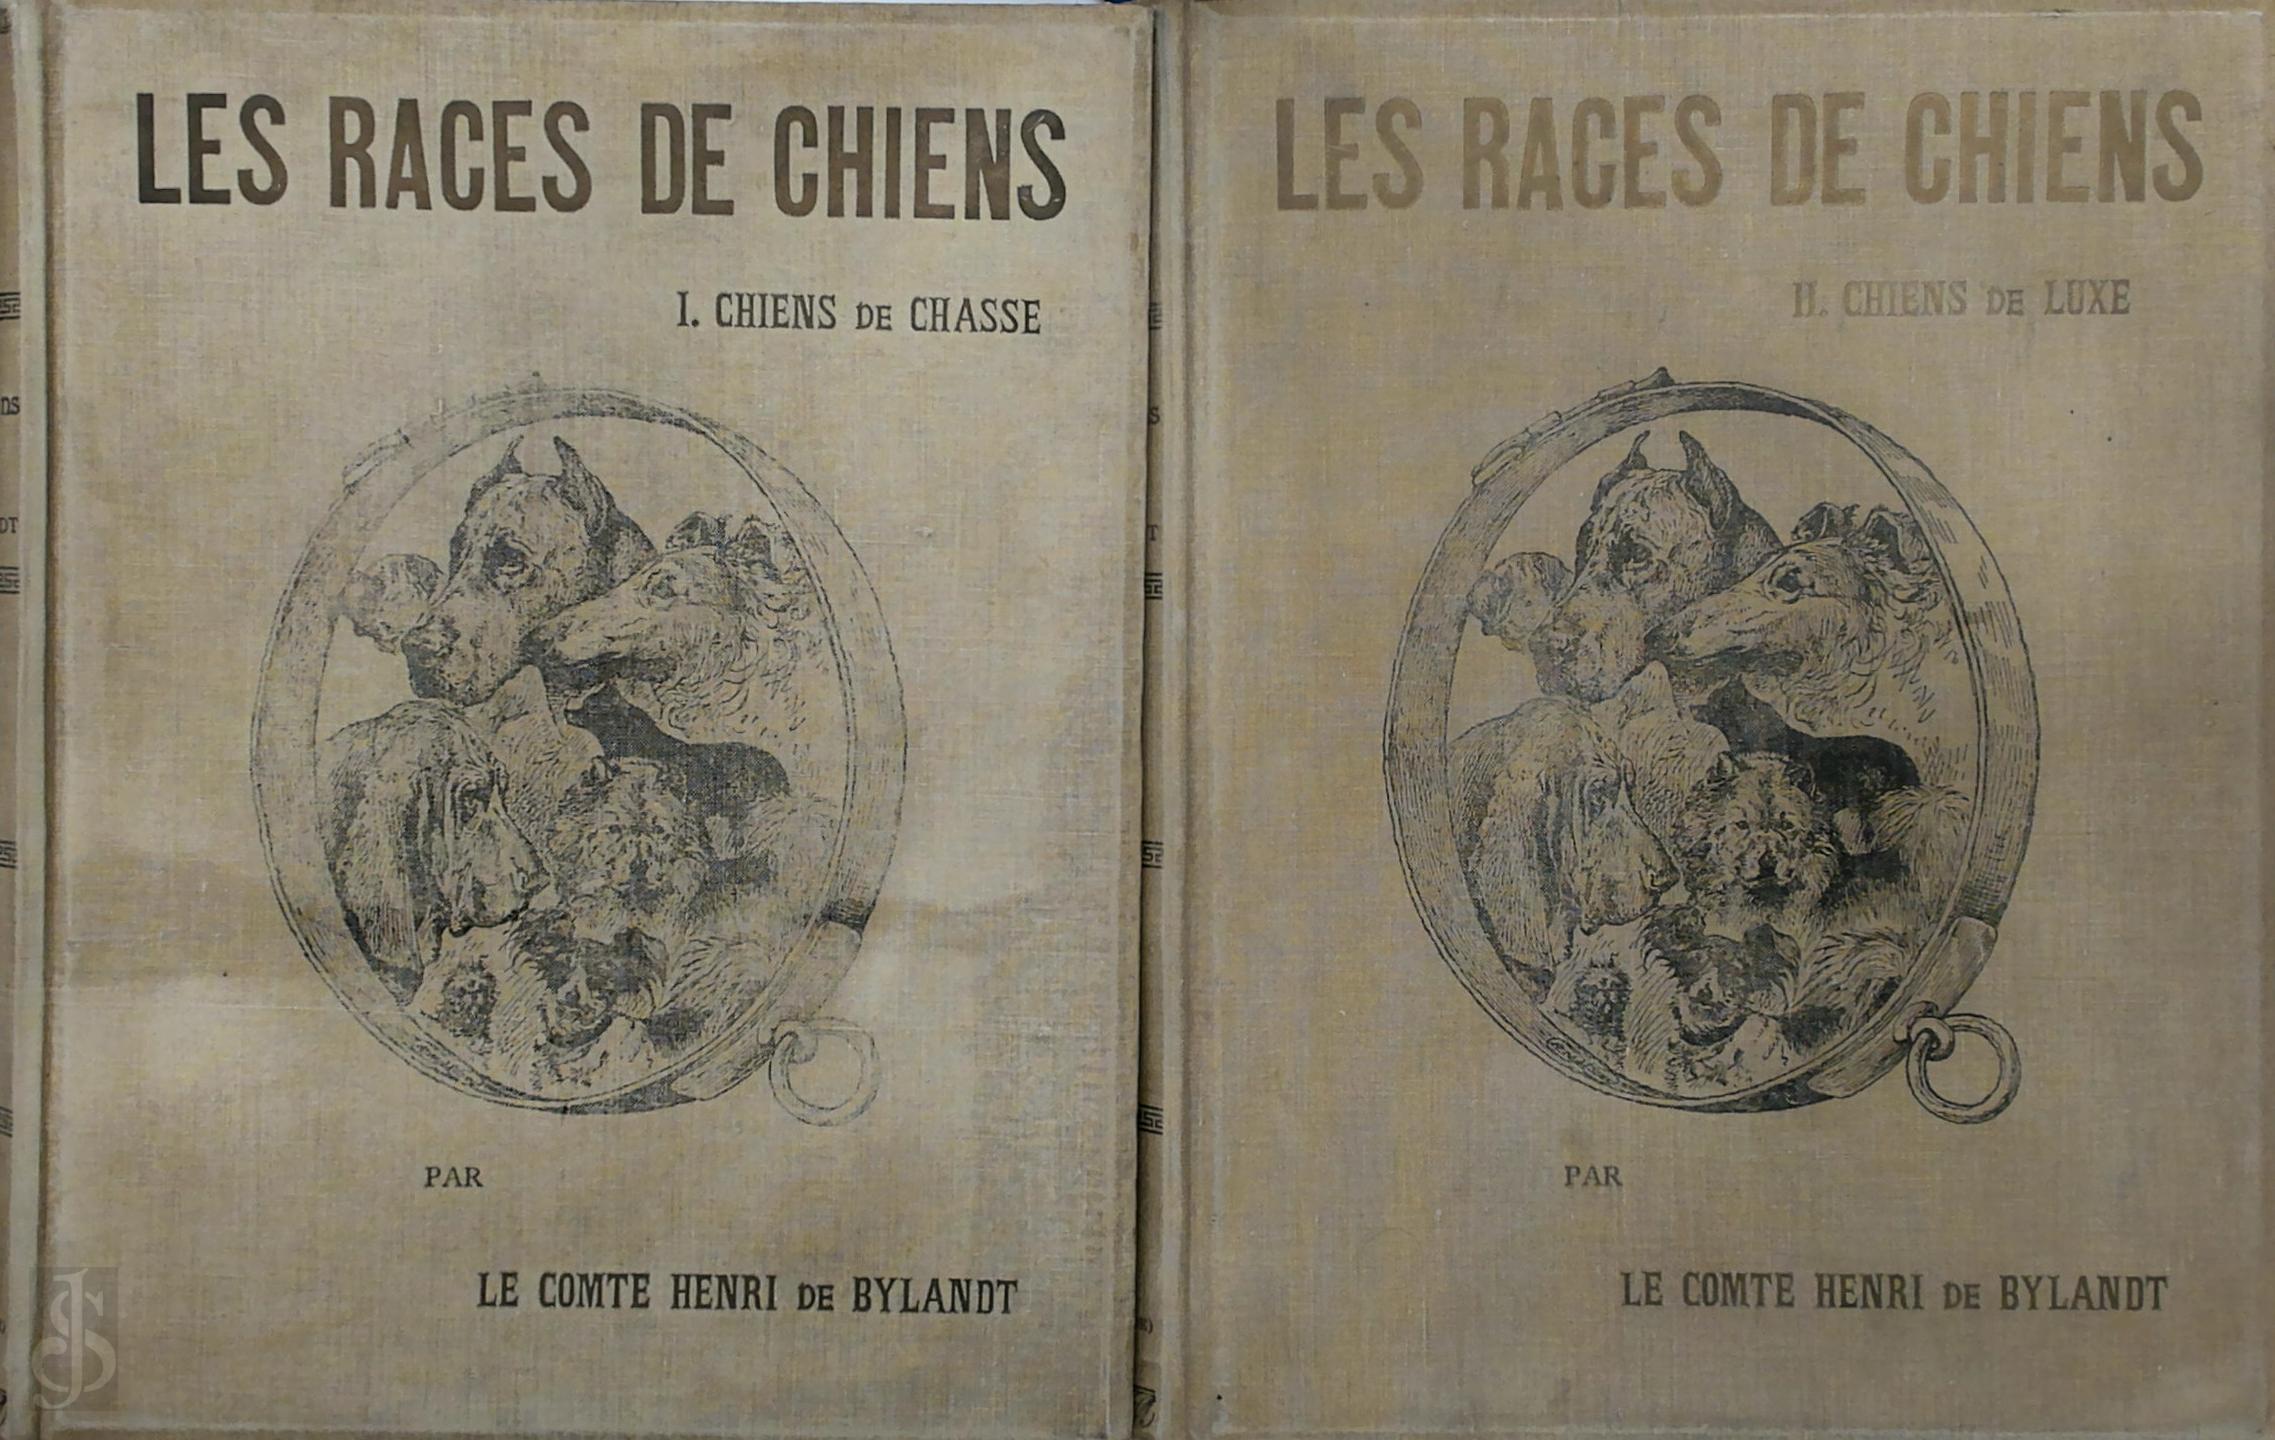 LES RACES DE CHIENS
I. CHIENS DE CHASSE
PAR
LE COMTE HENRI DE BYLANDT
LES RACES DE CHIENS
II. CHIENS DE LUXE
PAR
LE COMTE HENRI DE BYLANDT